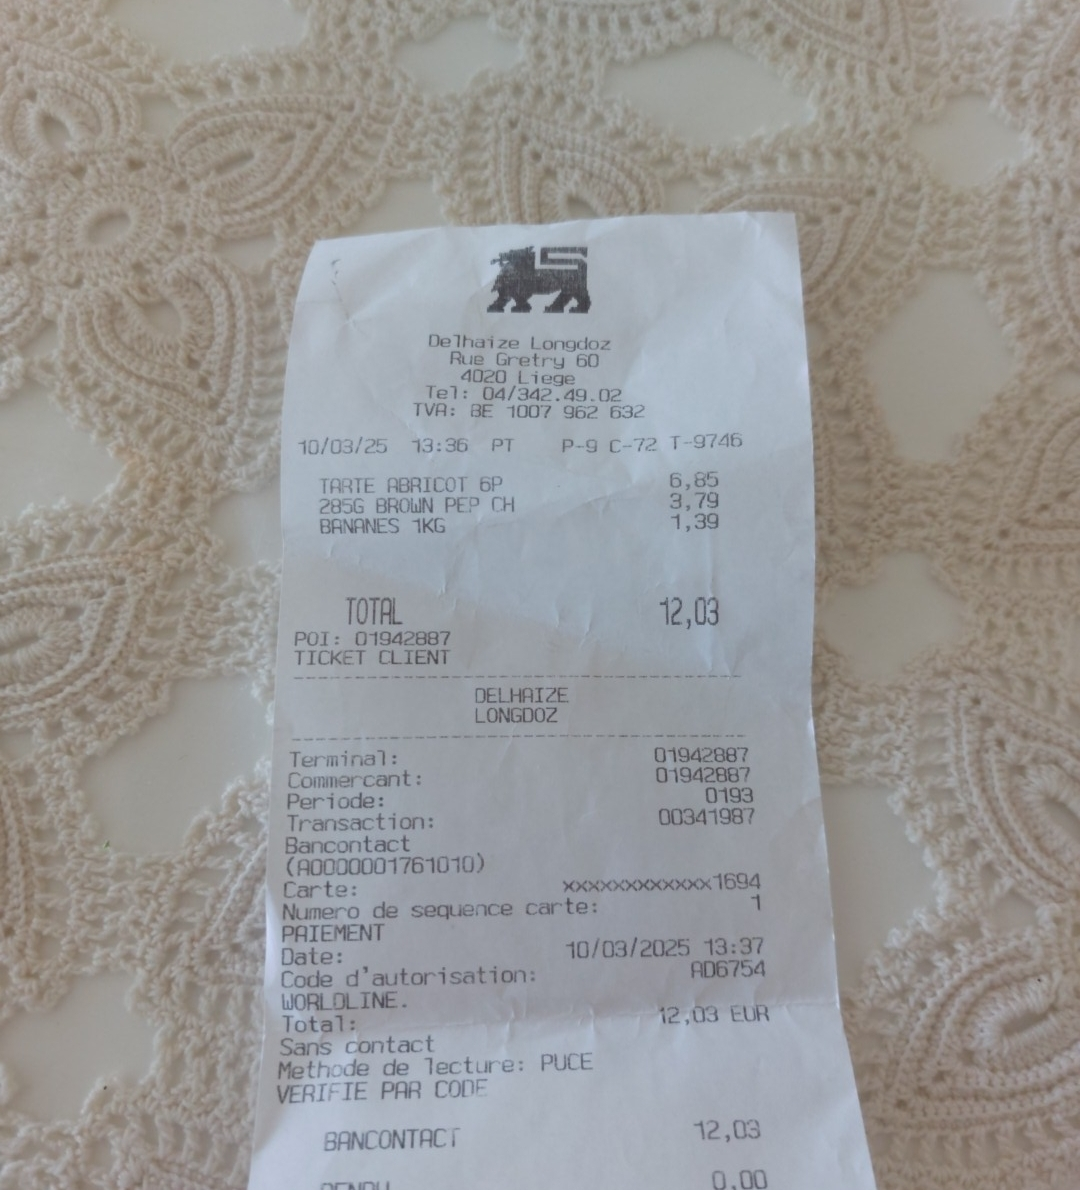 Delhaize Longdoz
Rue Gretry 60
4020 Liege
Tel: 04/342.49.02
TVA: BE 1007 962 632
10/03/25 13:36 PT P-9 C-72 T-9746
TARTE ABRICOT 6P 6,85
285G BROWN PEP CH 3,79
BANANES 1KG 1,39
TOTAL 12,03
POI: 01942887
TICKET CLIENT
DELHAIZE
LONGDOZ
Terminal: 01942887
Commercant: 01942887
Periode: 0193
Transaction: 00341987
Bancontact
(A0000001761010)
Carte: xxxxxxxxxxxxx1694
Numero de sequence carte: 1
PAIEMENT
Date: 10/03/2025 13:37
Code d'autorisation: AD6754
WORLDLINE.
Total: 12,03 EUR
Sans contact
Methode de lecture: PUCE
VERIFIE PAR CODE
BANCONTACT 12,03
RENDU 0,00